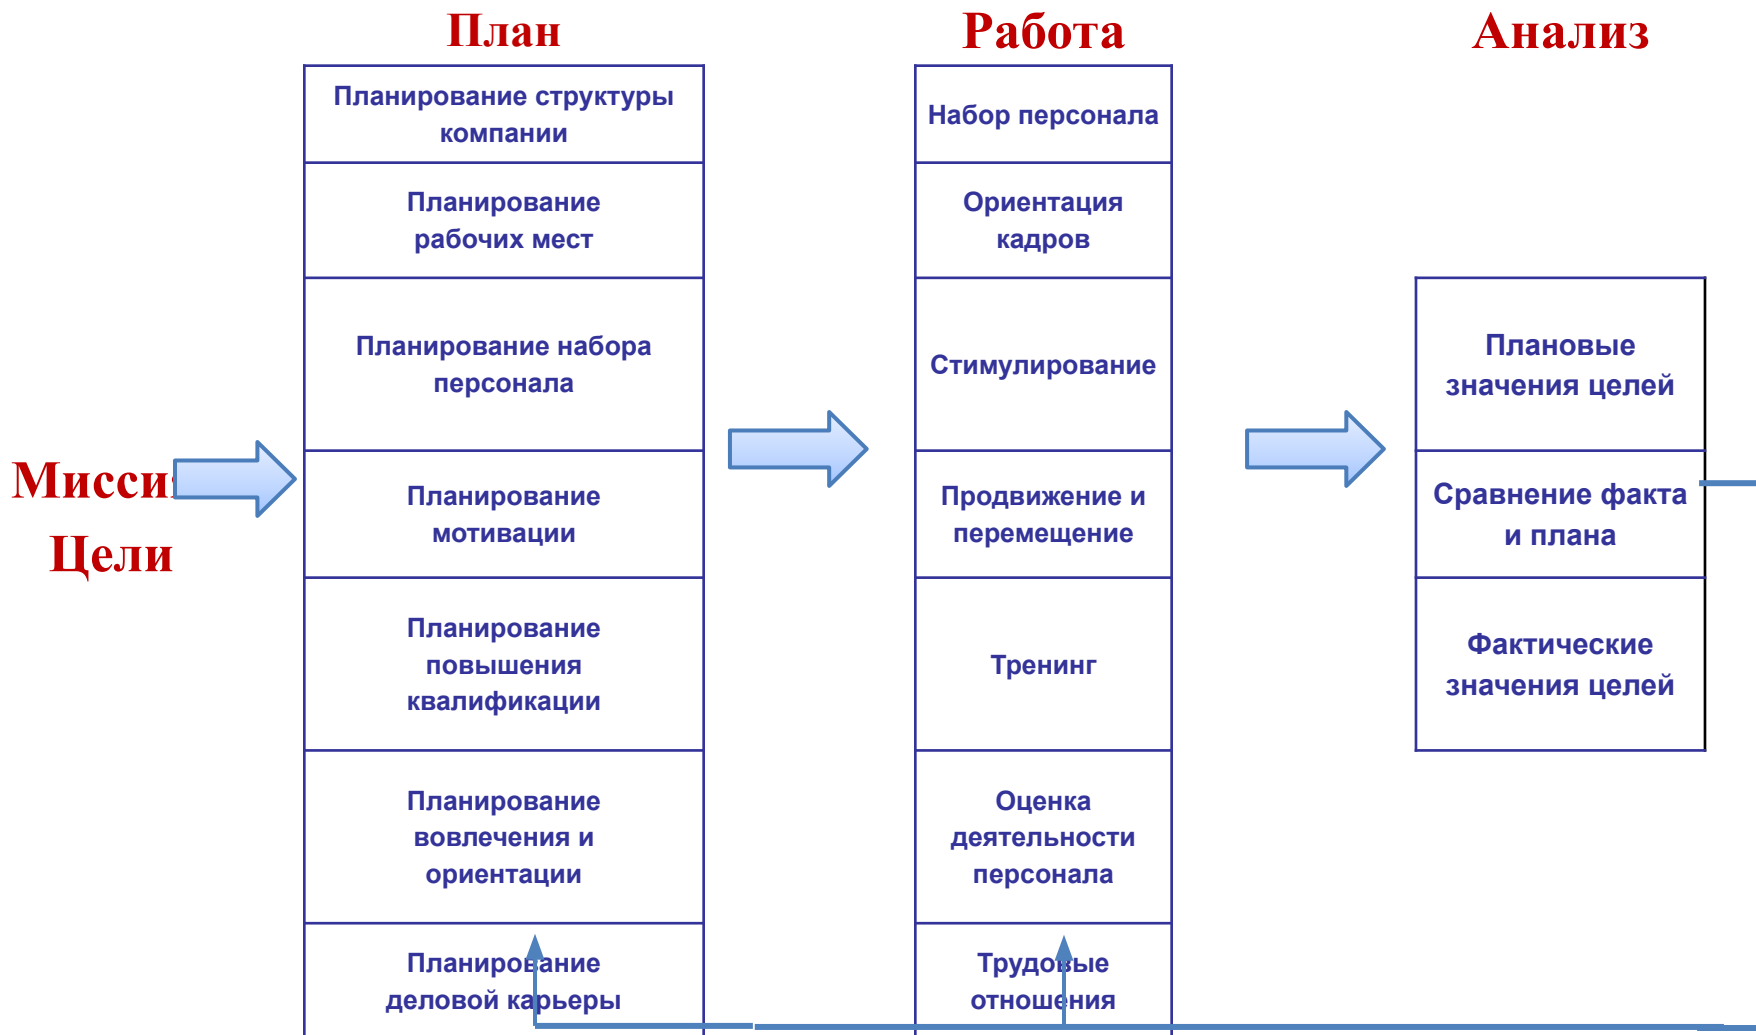 План
Работа
Анализ
Планирование структуры
компании
Планирование
рабочих мест
Планирование набора
персонала
Планирование
мотивации
Планирование
повышения
квалификации
Планирование
вовлечения и
ориентации
Планирование
деловой карьеры
Набор персонала
Ориентация
кадров
Стимулирование
Продвижение и
перемещение
Тренинг
Оценка
деятельности
персонала
Трудовые
отношения
Плановые
значения целей
Сравнение факта
и плана
Фактические
значения целей
Миссия
Цели